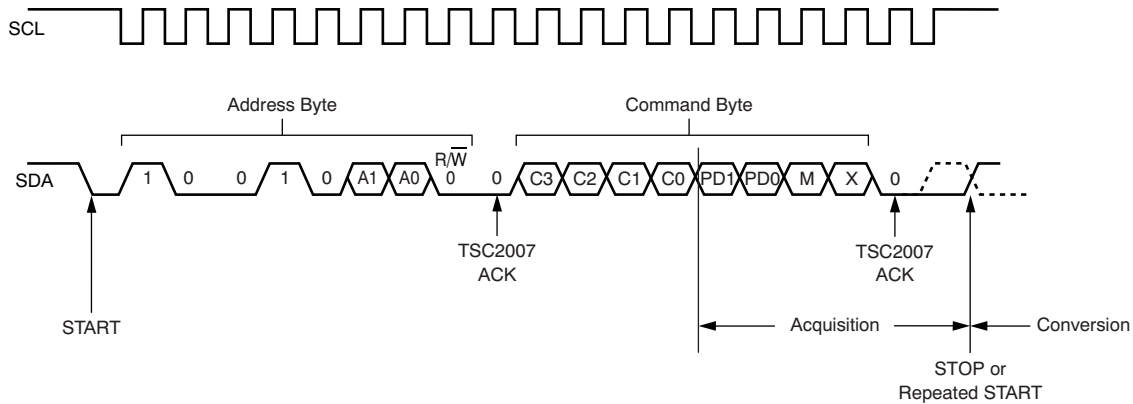 SCL
Address Byte
Command Byte
R/W̅
SDA
1 0 0 1 0 A1 A0 0 0 C3 C2 C1 C0 PD1 PD0 M X 0
TSC2007
ACK
TSC2007
ACK
START
Acquisition
Conversion
STOP or
Repeated START